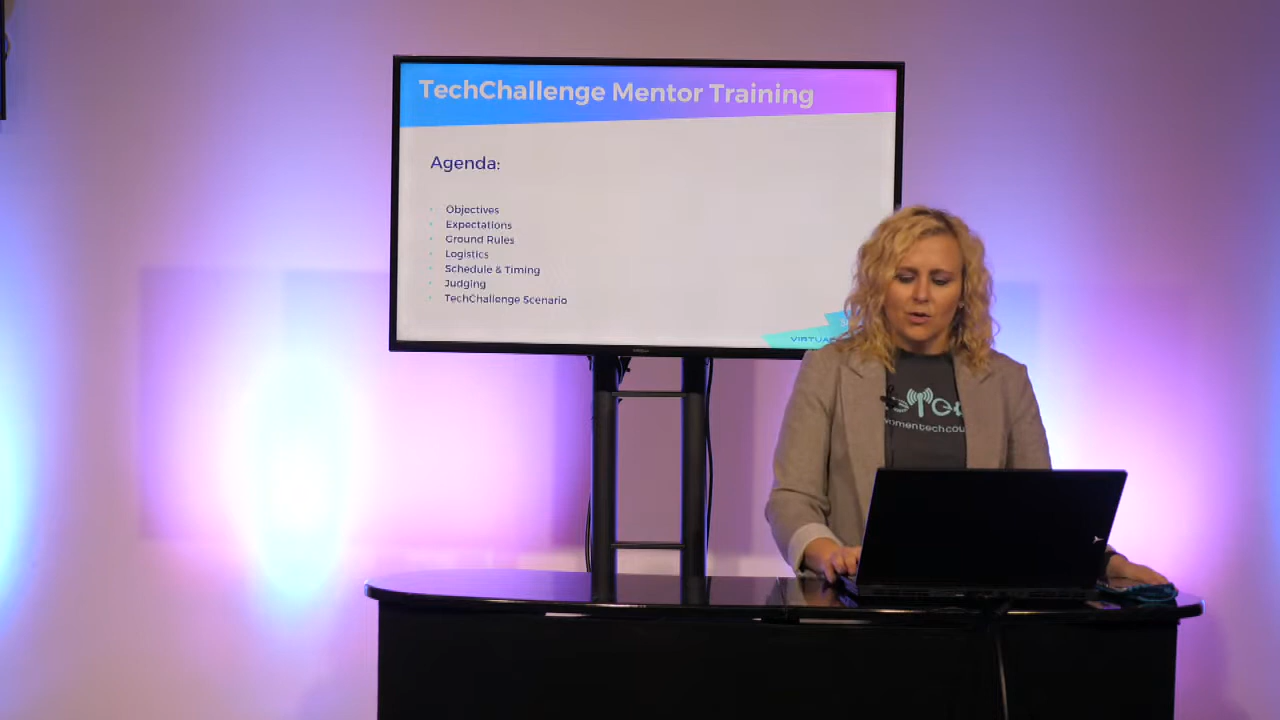 TechChallenge Mentor Training
Agenda:
• Objectives
• Expectations
• Ground Rules
• Logistics
• Schedule & Timing
• Judging
• TechChallenge Scenario